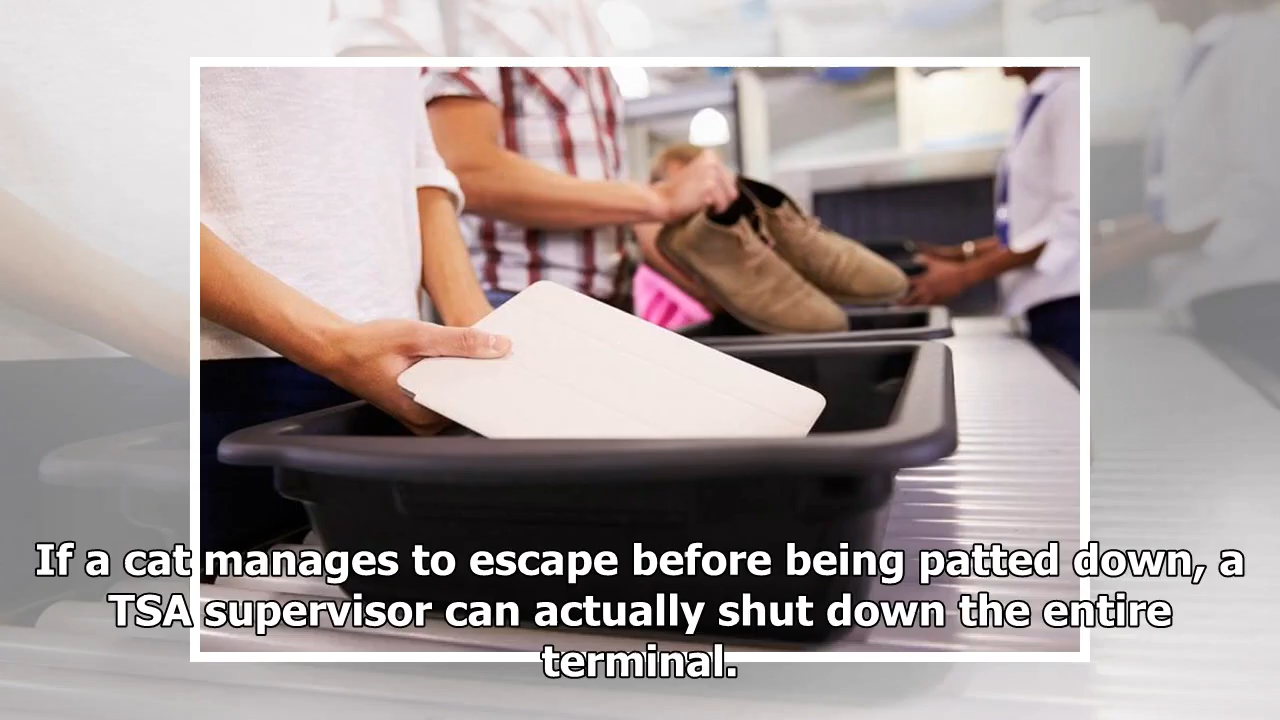 If a cat manages to escape before being patted down, a
TSA supervisor can actually shut down the entire
terminal.